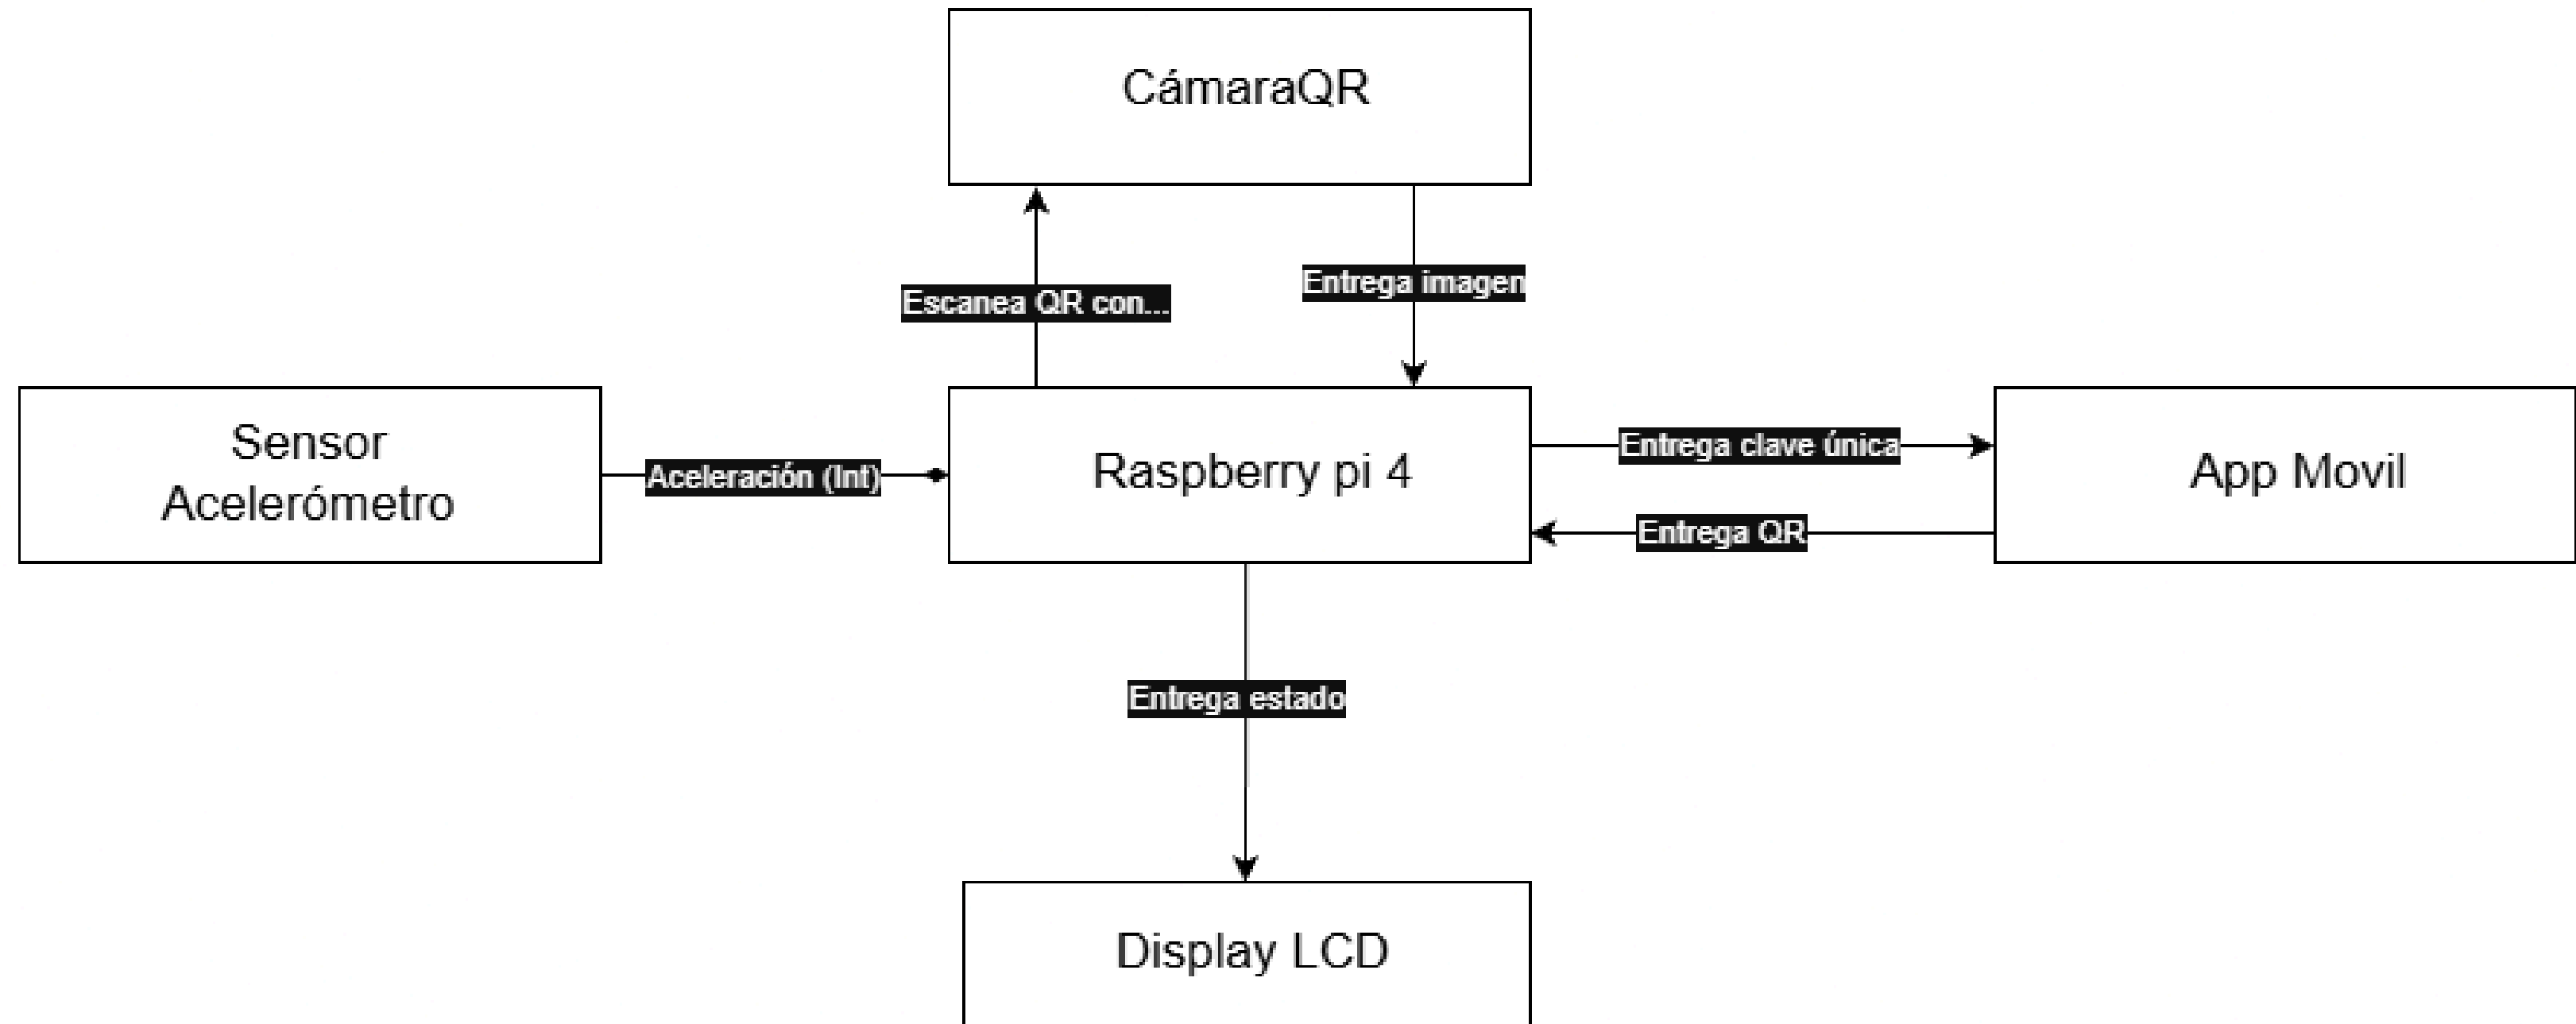 CámaraQR
Entrega imagen
Escanea QR con...
Sensor
Acelerómetro
Aceleración (Int)
Raspberry pi 4
Entrega clave única
App Movil
Entrega QR
Entrega estado
Display LCD